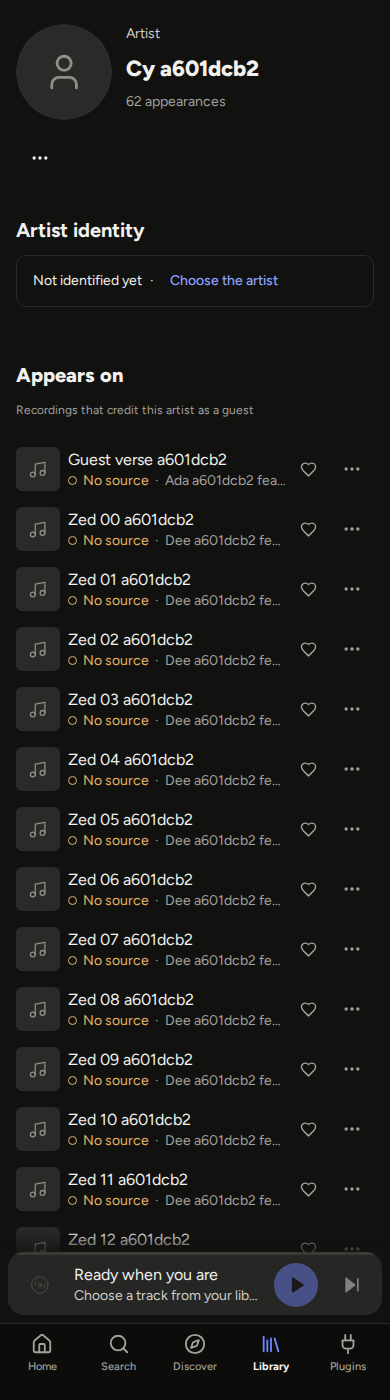 Artist
Cy a601dcb2
62 appearances
Artist identity
Not identified yet · Choose the artist
Appears on
Recordings that credit this artist as a guest
Guest verse a601dcb2
No source · Ada a601dcb2 fea...
Zed 00 a601dcb2
No source · Dee a601dcb2 fe...
Zed 01 a601dcb2
No source · Dee a601dcb2 fe...
Zed 02 a601dcb2
No source · Dee a601dcb2 fe...
Zed 03 a601dcb2
No source · Dee a601dcb2 fe...
Zed 04 a601dcb2
No source · Dee a601dcb2 fe...
Zed 05 a601dcb2
No source · Dee a601dcb2 fe...
Zed 06 a601dcb2
No source · Dee a601dcb2 fe...
Zed 07 a601dcb2
No source · Dee a601dcb2 fe...
Zed 08 a601dcb2
No source · Dee a601dcb2 fe...
Zed 09 a601dcb2
No source · Dee a601dcb2 fe...
Zed 10 a601dcb2
No source · Dee a601dcb2 fe...
Zed 11 a601dcb2
No source · Dee a601dcb2 fe...
Zed 12 a601dcb2
Ready when you are
Choose a track from your lib...
Home Search Discover Library Plugins